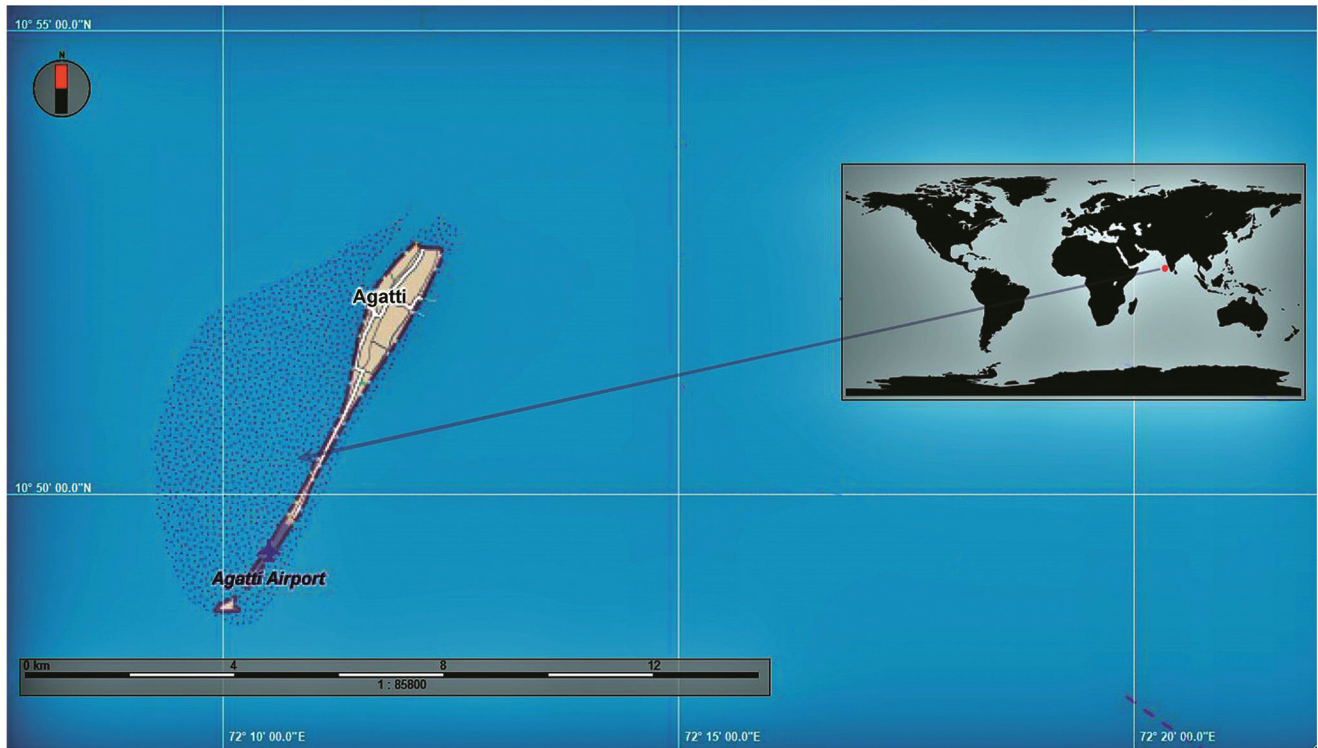 10° 55' 00.0"N
N
Agatti
10° 50' 00.0"N
Agatti Airport
0 km 4 8 12
1 : 85800
72° 10' 00.0"E 72° 15' 00.0"E 72° 20' 00.0"E